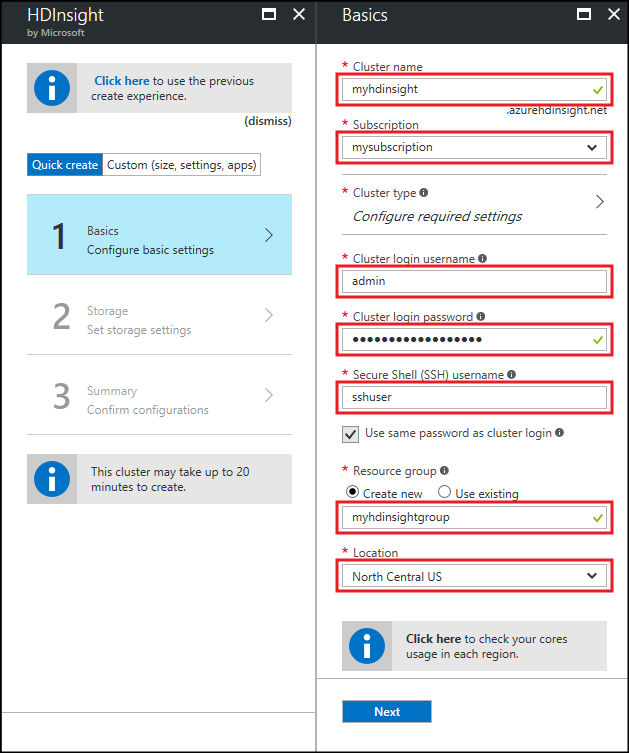 HDInsight
by Microsoft
Click here to use the previous
create experience.
(dismiss)
Quick create
Custom (size, settings, apps)
1
Basics
Configure basic settings
2
Storage
Set storage settings
3
Summary
Confirm configurations
This cluster may take up to 20
minutes to create.
Basics
* Cluster name
myhdinsight
.azurehdinsight.net
* Subscription
mysubscription
* Cluster type
Configure required settings
* Cluster login username
admin
* Cluster login password
••••••••••••••••••
* Secure Shell (SSH) username
sshuser
Use same password as cluster login
* Resource group
Create new
Use existing
myhdinsightgroup
* Location
North Central US
Click here to check your cores
usage in each region.
Next